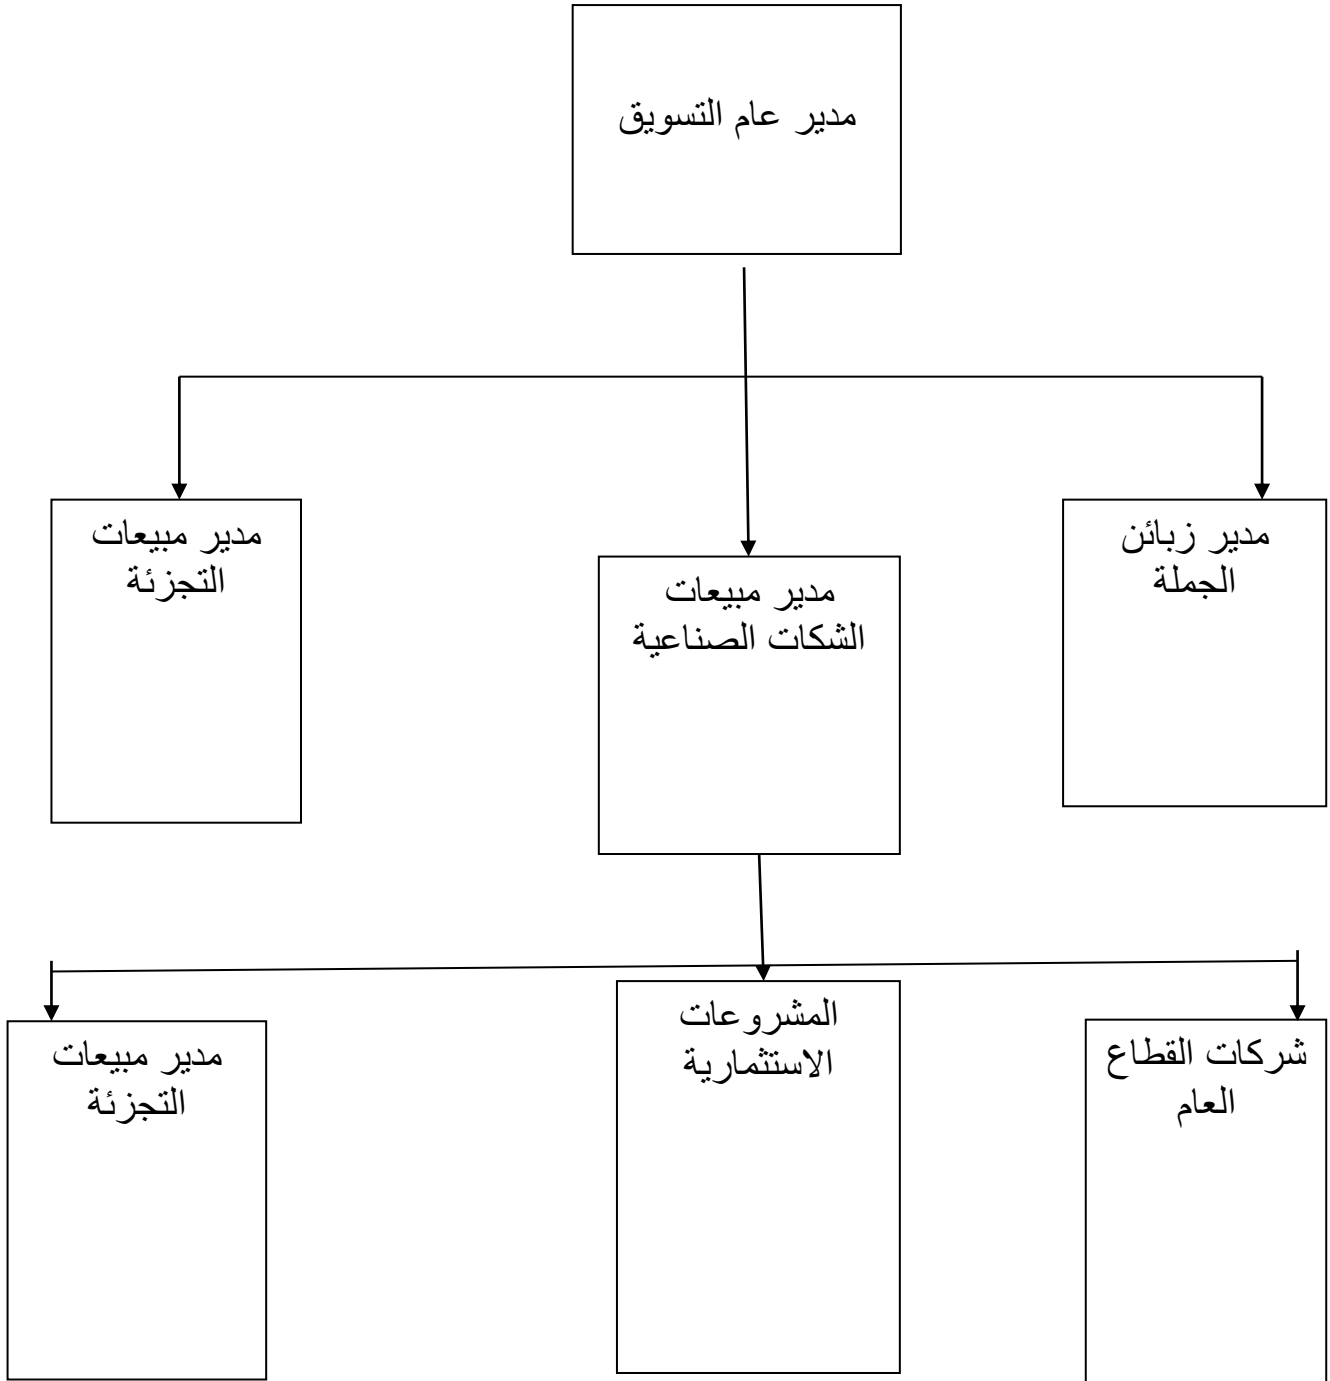 مدير عام التسويق
مدير زبائن
الجملة
مدير مبيعات
الشكات الصناعية
مدير مبيعات
التجزئة
شركات القطاع
العام
المشروعات
الاستثمارية
مدير مبيعات
التجزئة